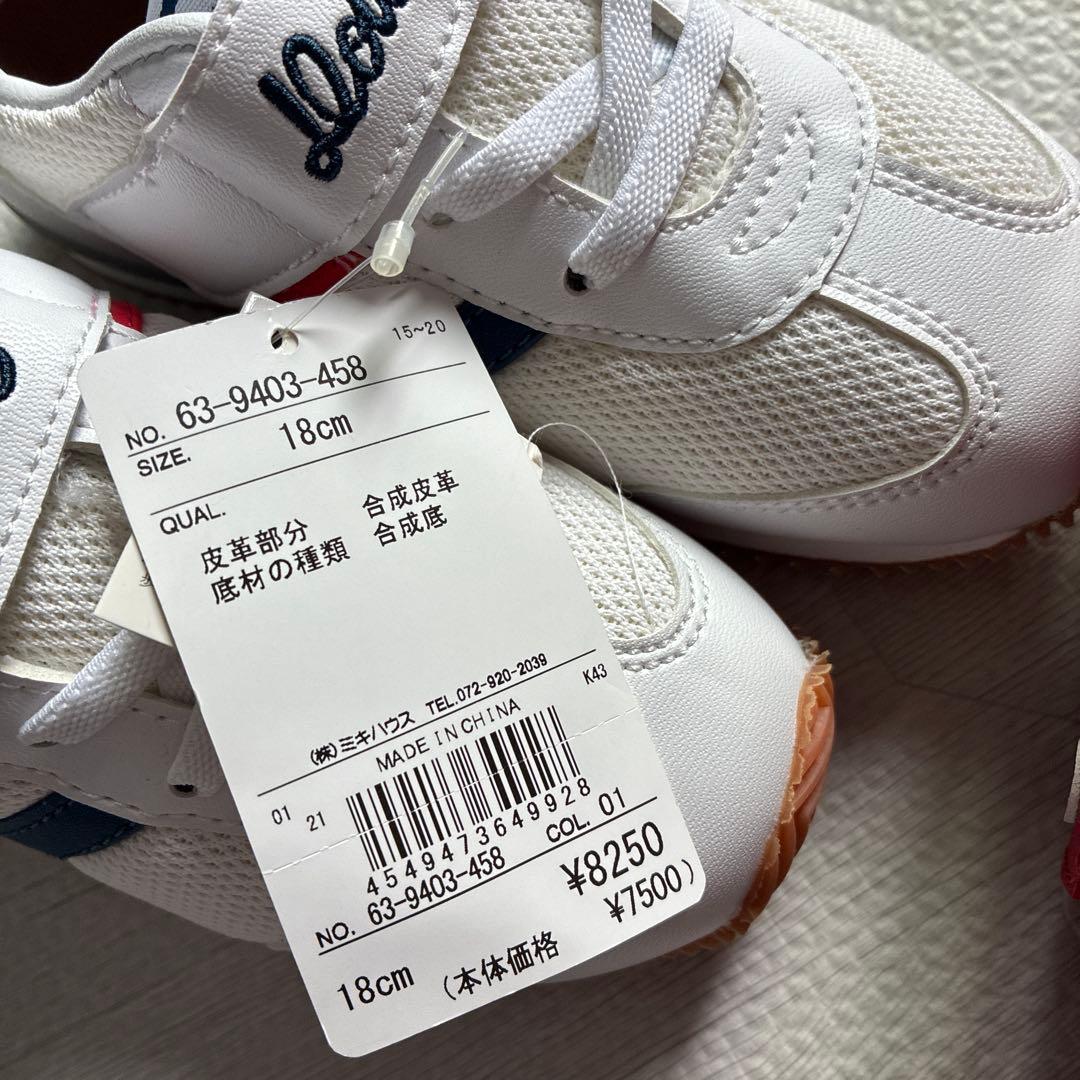 15~20
NO. 63-9403-458
SIZE. 18cm
QUAL.
皮革部分 合成皮革
底材の種類 合成底
(株)ミキハウス TEL.072-920-2039
K43
MADE IN CHINA
01 21
4549473649928
NO. 63-9403-458 COL. 01
¥8250
18cm (本体価格 ¥7500)